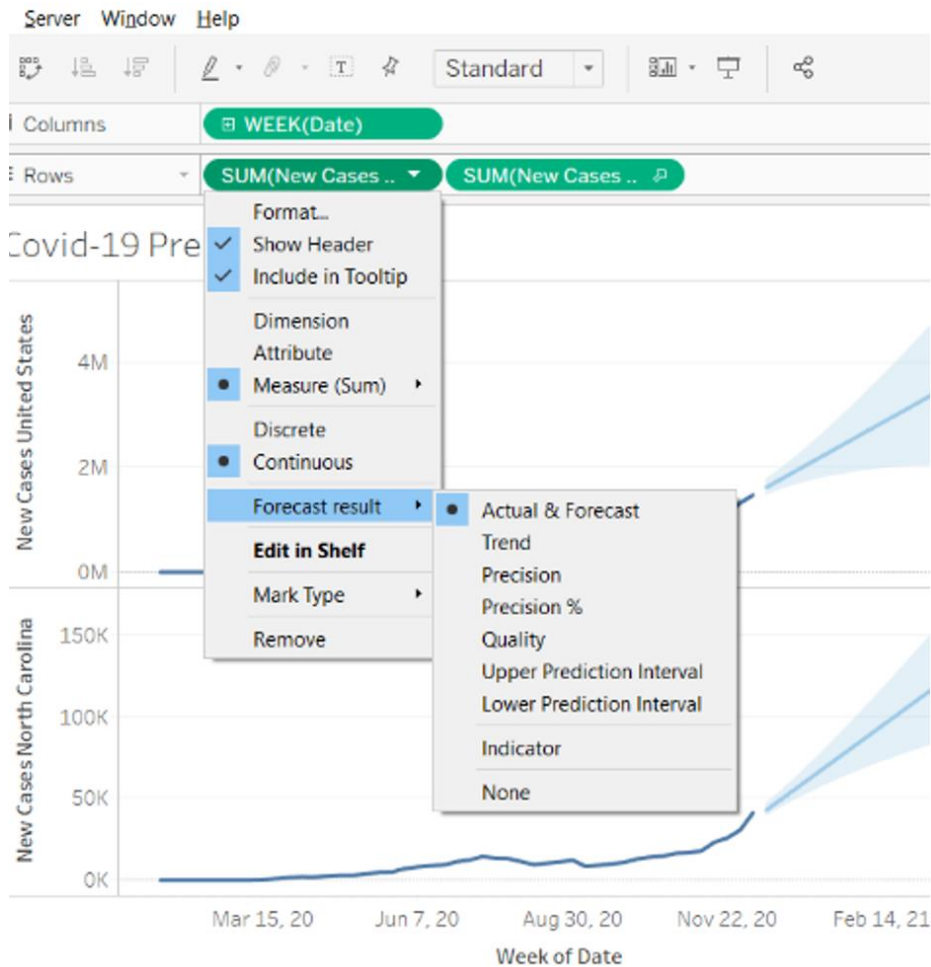 Server Window Help
Standard
Columns
WEEK(Date)
Rows
SUM(New Cases ..
SUM(New Cases ..
Covid-19 Pre
Format...
Show Header
Include in Tooltip
Dimension
Attribute
Measure (Sum)
Discrete
Continuous
Forecast result
Edit in Shelf
Mark Type
Remove
Actual & Forecast
Trend
Precision
Precision %
Quality
Upper Prediction Interval
Lower Prediction Interval
Indicator
None
New Cases United States
4M
2M
0M
New Cases North Carolina
150K
100K
50K
0K
Mar 15, 20
Jun 7, 20
Aug 30, 20
Nov 22, 20
Feb 14, 21
Week of Date